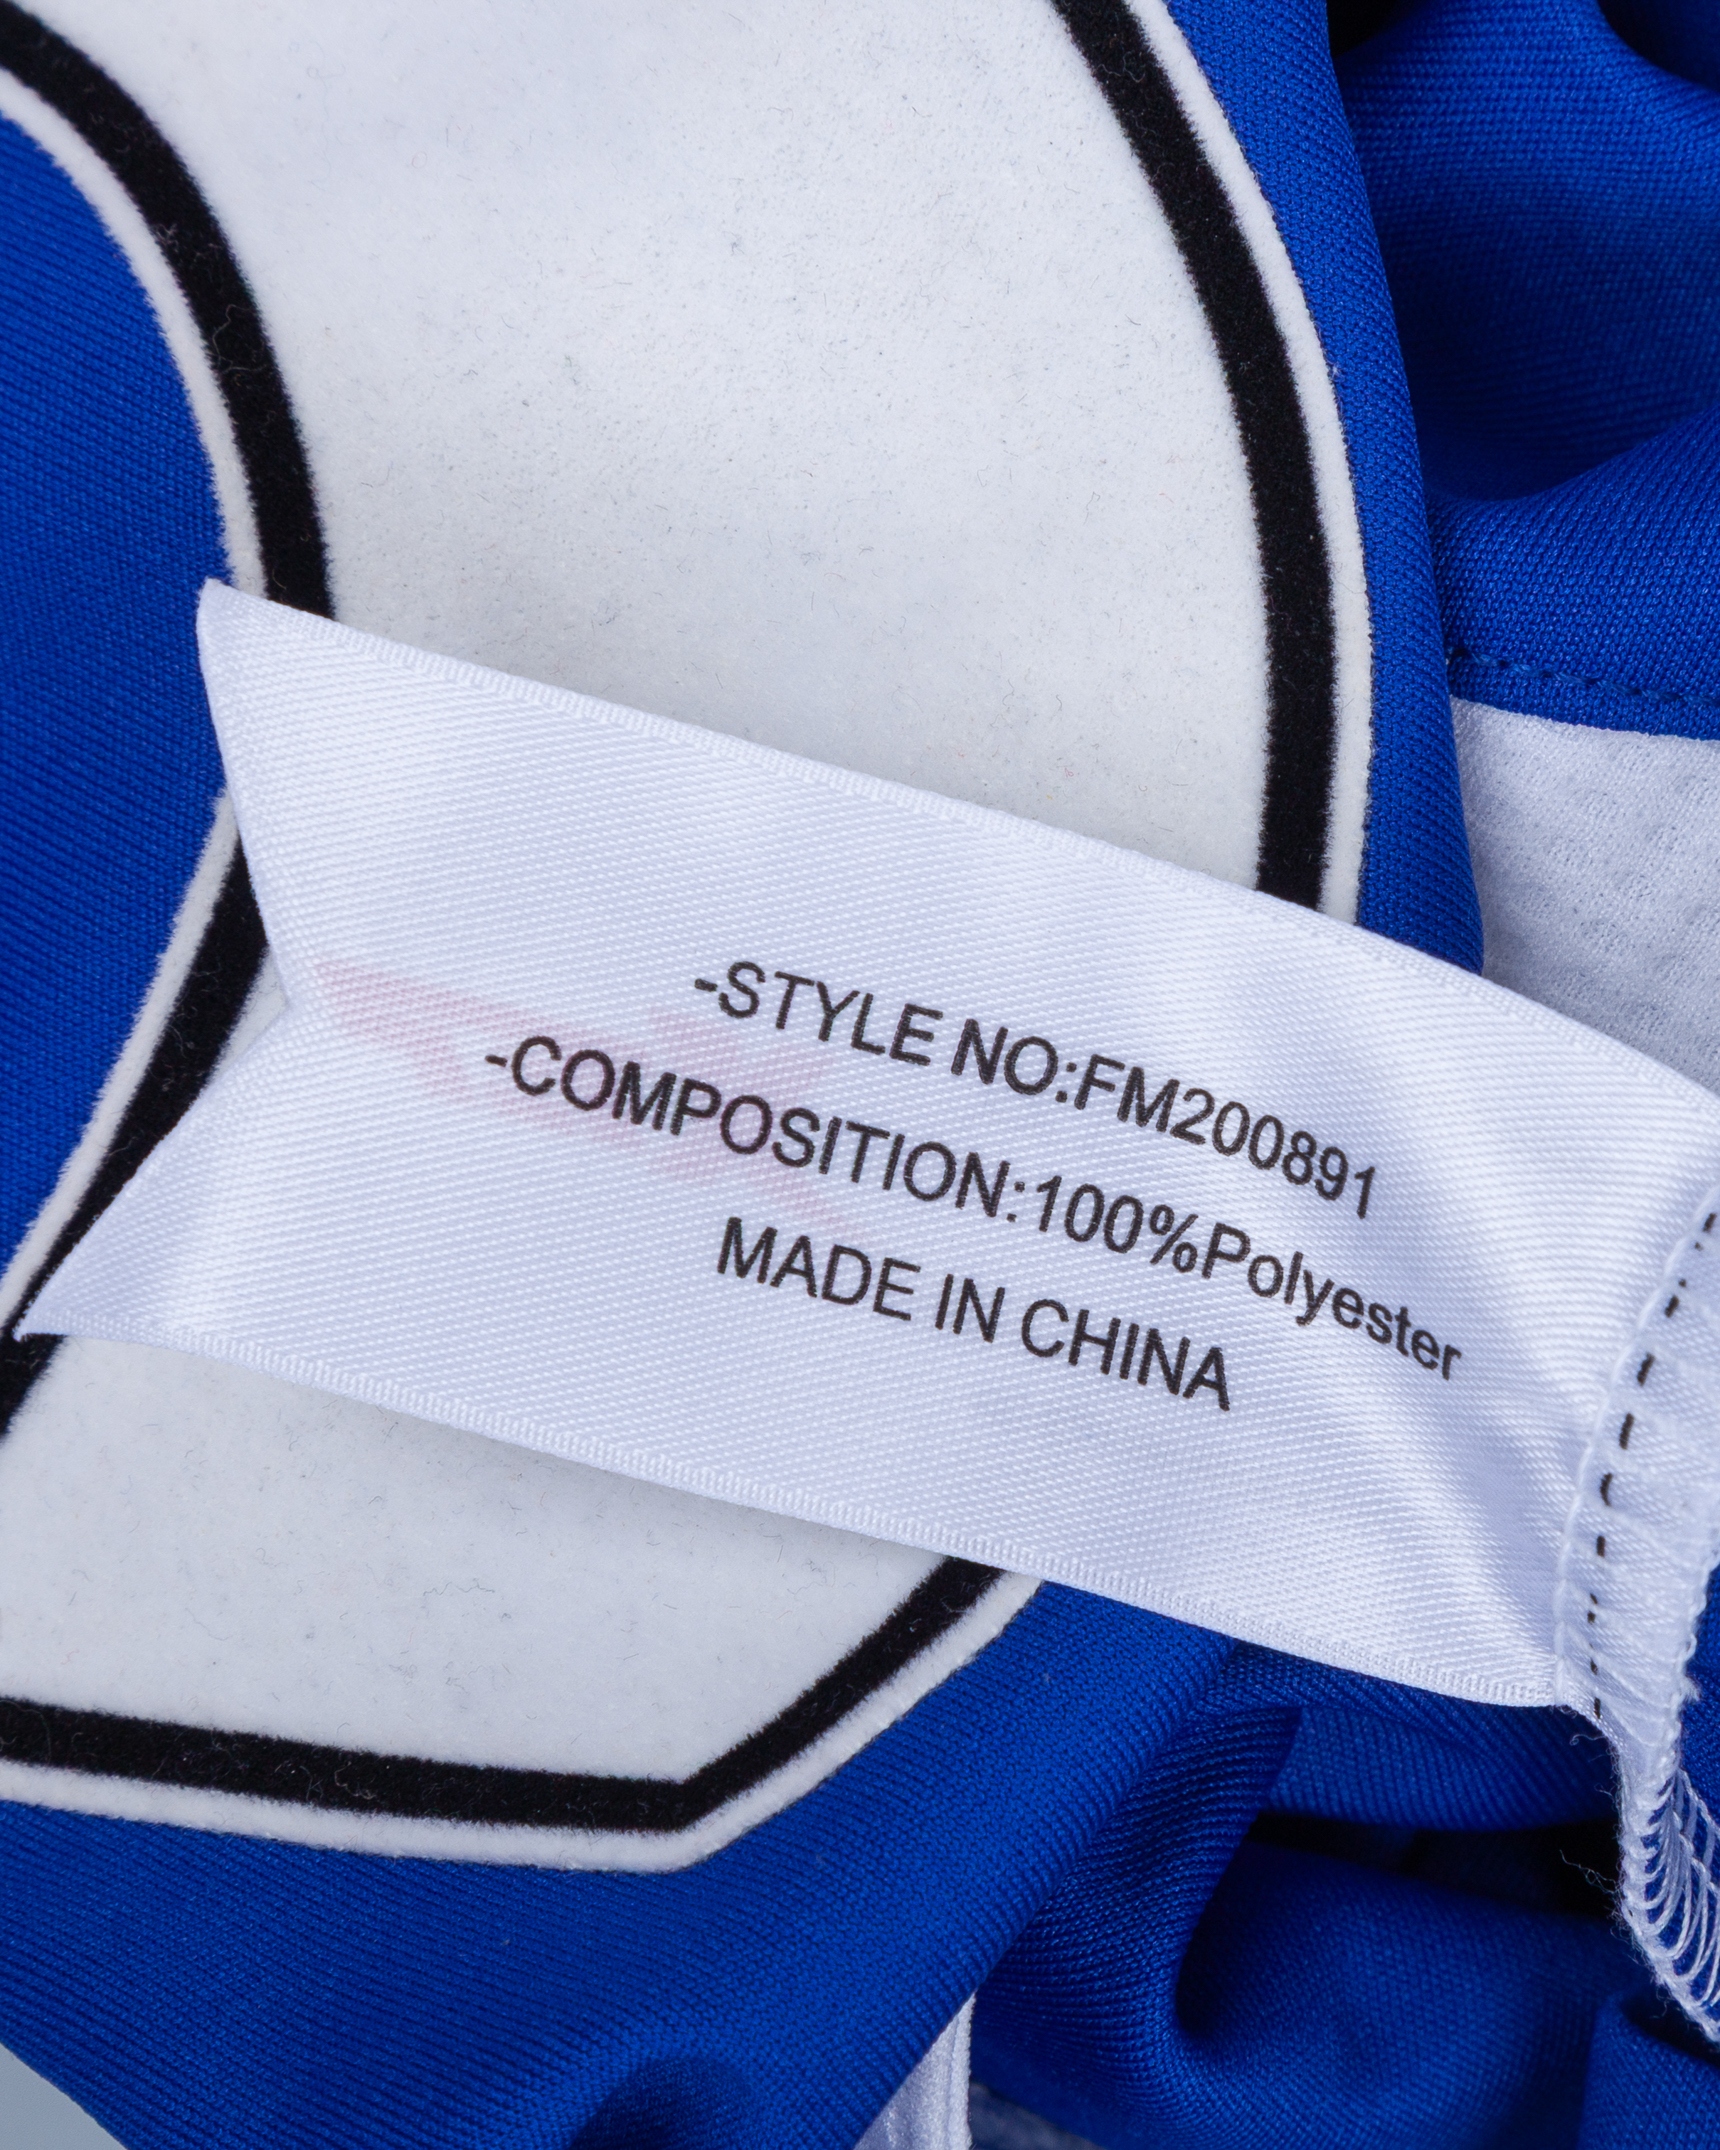 -STYLE NO:FM200891
-COMPOSITION:100%Polyester
MADE IN CHINA